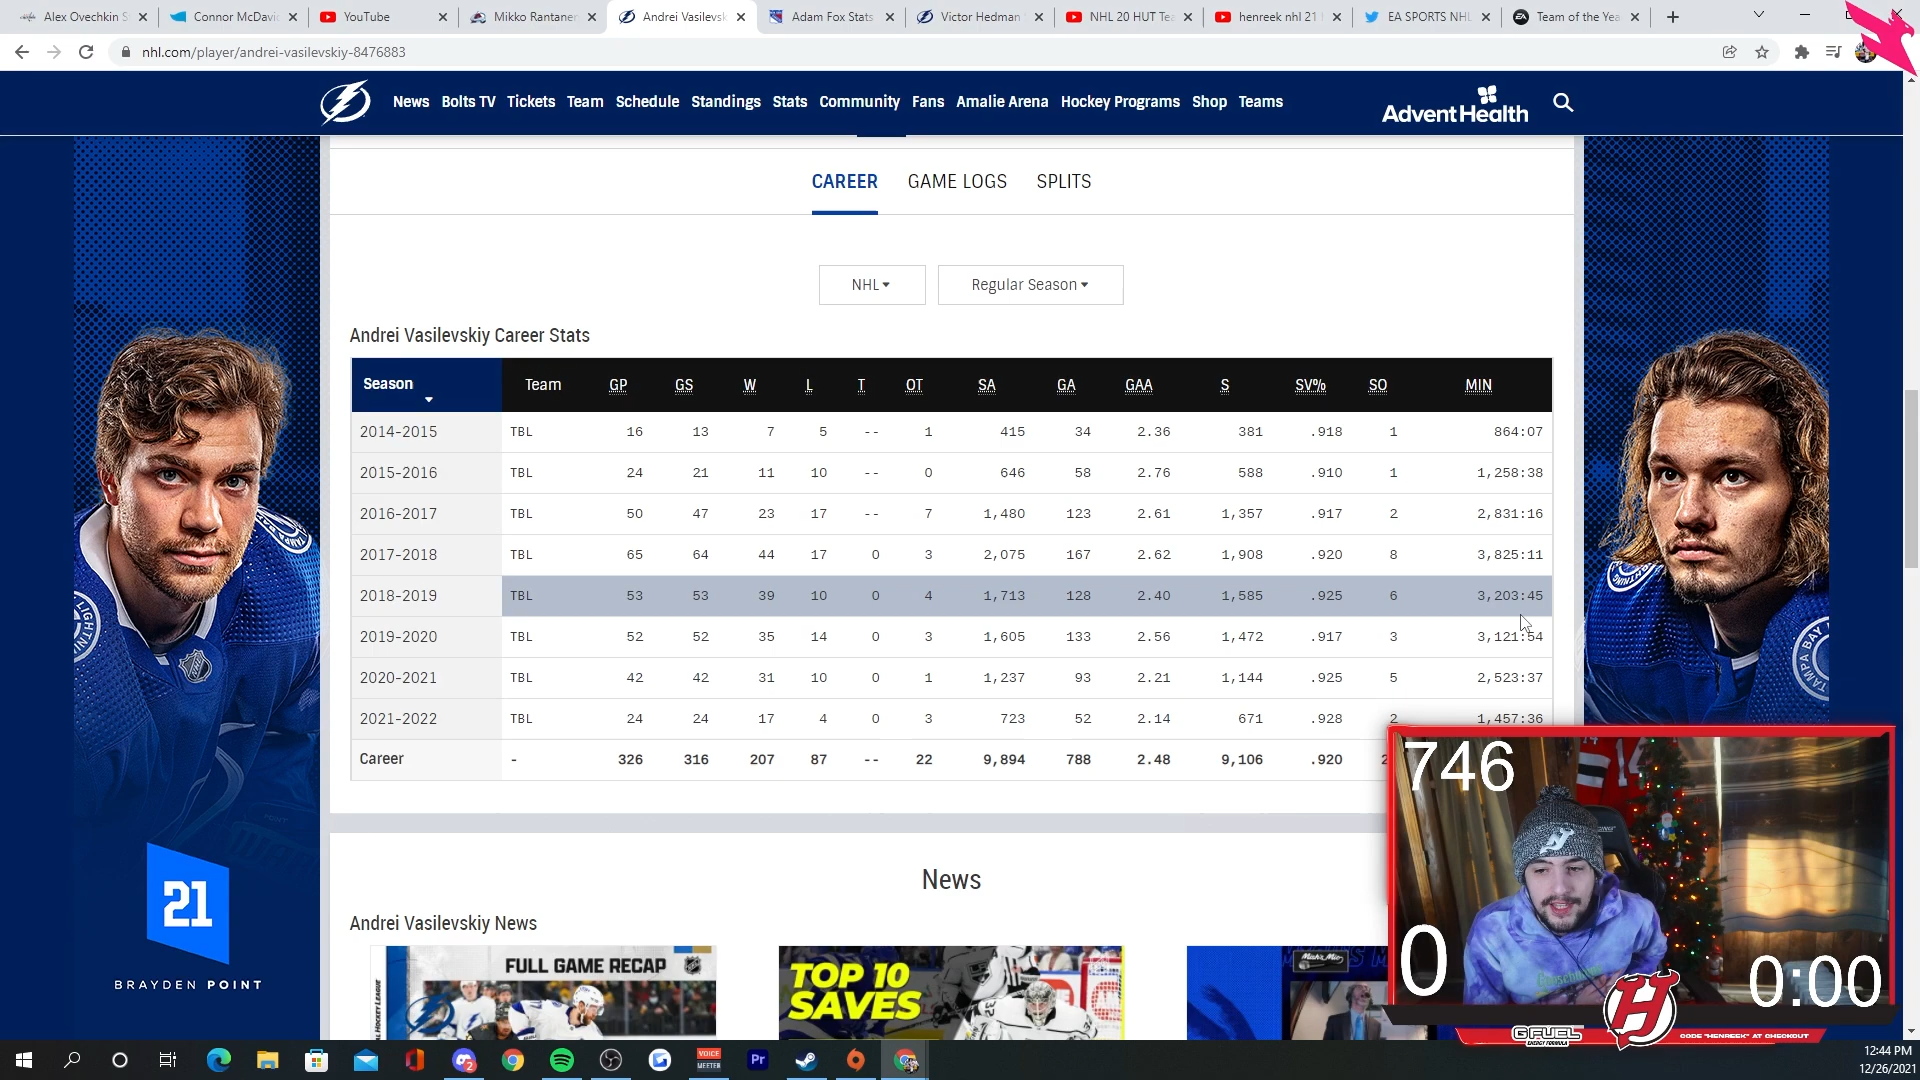 Alex Ovechkin S Connor McDavi YouTube Mikko Rantanen Andrei Vasilevsk Adam Fox Stats Victor Hedman NHL 20 HUT Te henreek nhl 21 EA SPORTS NHL Team of the Yea
nhl.com/player/andrei-vasilevskiy-8476883
News Bolts TV Tickets Team Schedule Standings Stats Community Fans Amalie Arena Hockey Programs Shop Teams AdventHealth
CAREER GAME LOGS SPLITS
NHL Regular Season
Andrei Vasilevskiy Career Stats
Season Team GP GS W L T OT SA GA GAA S SV% SO MIN
2014-2015 TBL 16 13 7 5 -- 1 415 34 2.36 381 .918 1 864:07
2015-2016 TBL 24 21 11 10 -- 0 646 58 2.76 588 .910 1 1,258:38
2016-2017 TBL 50 47 23 17 -- 7 1,480 123 2.61 1,357 .917 2 2,831:16
2017-2018 TBL 65 64 44 17 0 3 2,075 167 2.62 1,908 .920 8 3,825:11
2018-2019 TBL 53 53 39 10 0 4 1,713 128 2.40 1,585 .925 6 3,203:45
2019-2020 TBL 52 52 35 14 0 3 1,605 133 2.56 1,472 .917 3 3,121:54
2020-2021 TBL 42 42 31 10 0 1 1,237 93 2.21 1,144 .925 5 2,523:37
2021-2022 TBL 24 24 17 4 0 3 723 52 2.14 671 .928 2 1,457:36
Career - 326 316 207 87 -- 22 9,894 788 2.48 9,106 .920 2
746
News
Andrei Vasilevskiy News
21
BRAYDEN POINT
FULL GAME RECAP
TOP 10
SAVES
0
0:00
G FUEL
ENERGY FORMULA
CODE "HENREEK" AT CHECKOUT
VOICE
MEETER
Pr
12:44 PM
12/26/2021